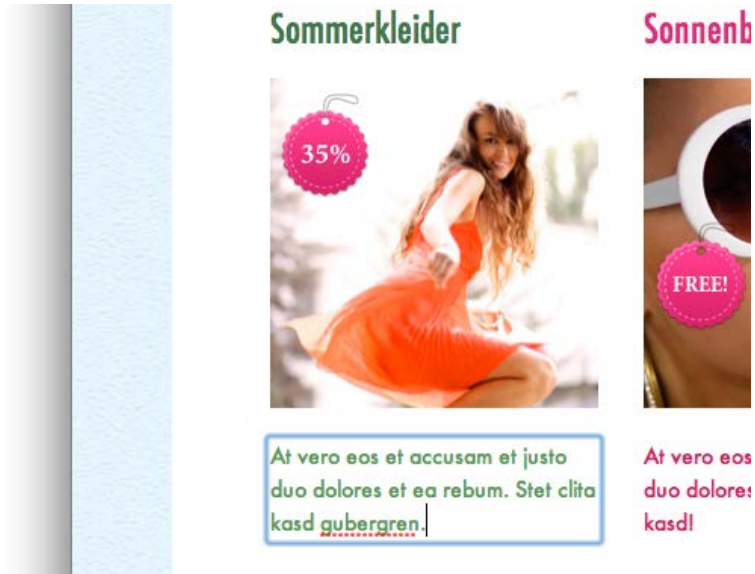 Sommerkleider
35%
At vero eos et accusam et justo
duo dolores et ea rebum. Stet clita
kasd gubergren.
Sonnenb
FREE!
At vero eos
duo dolores
kasd!